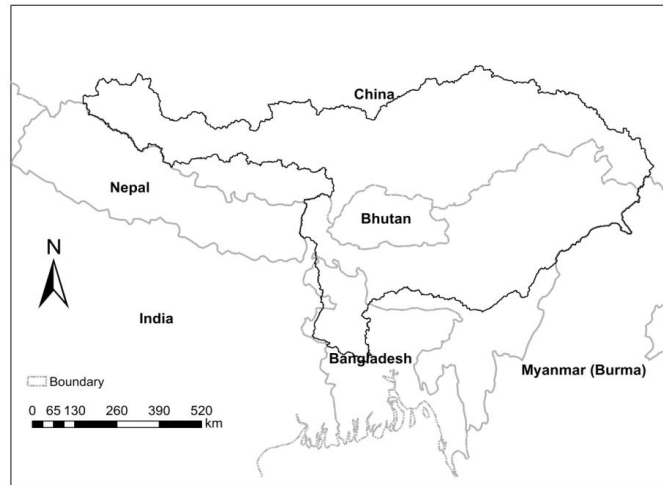 China
Nepal
Bhutan
N
India
Bangladesh
Myanmar (Burma)
Boundary
0 65 130 260 390 520
km